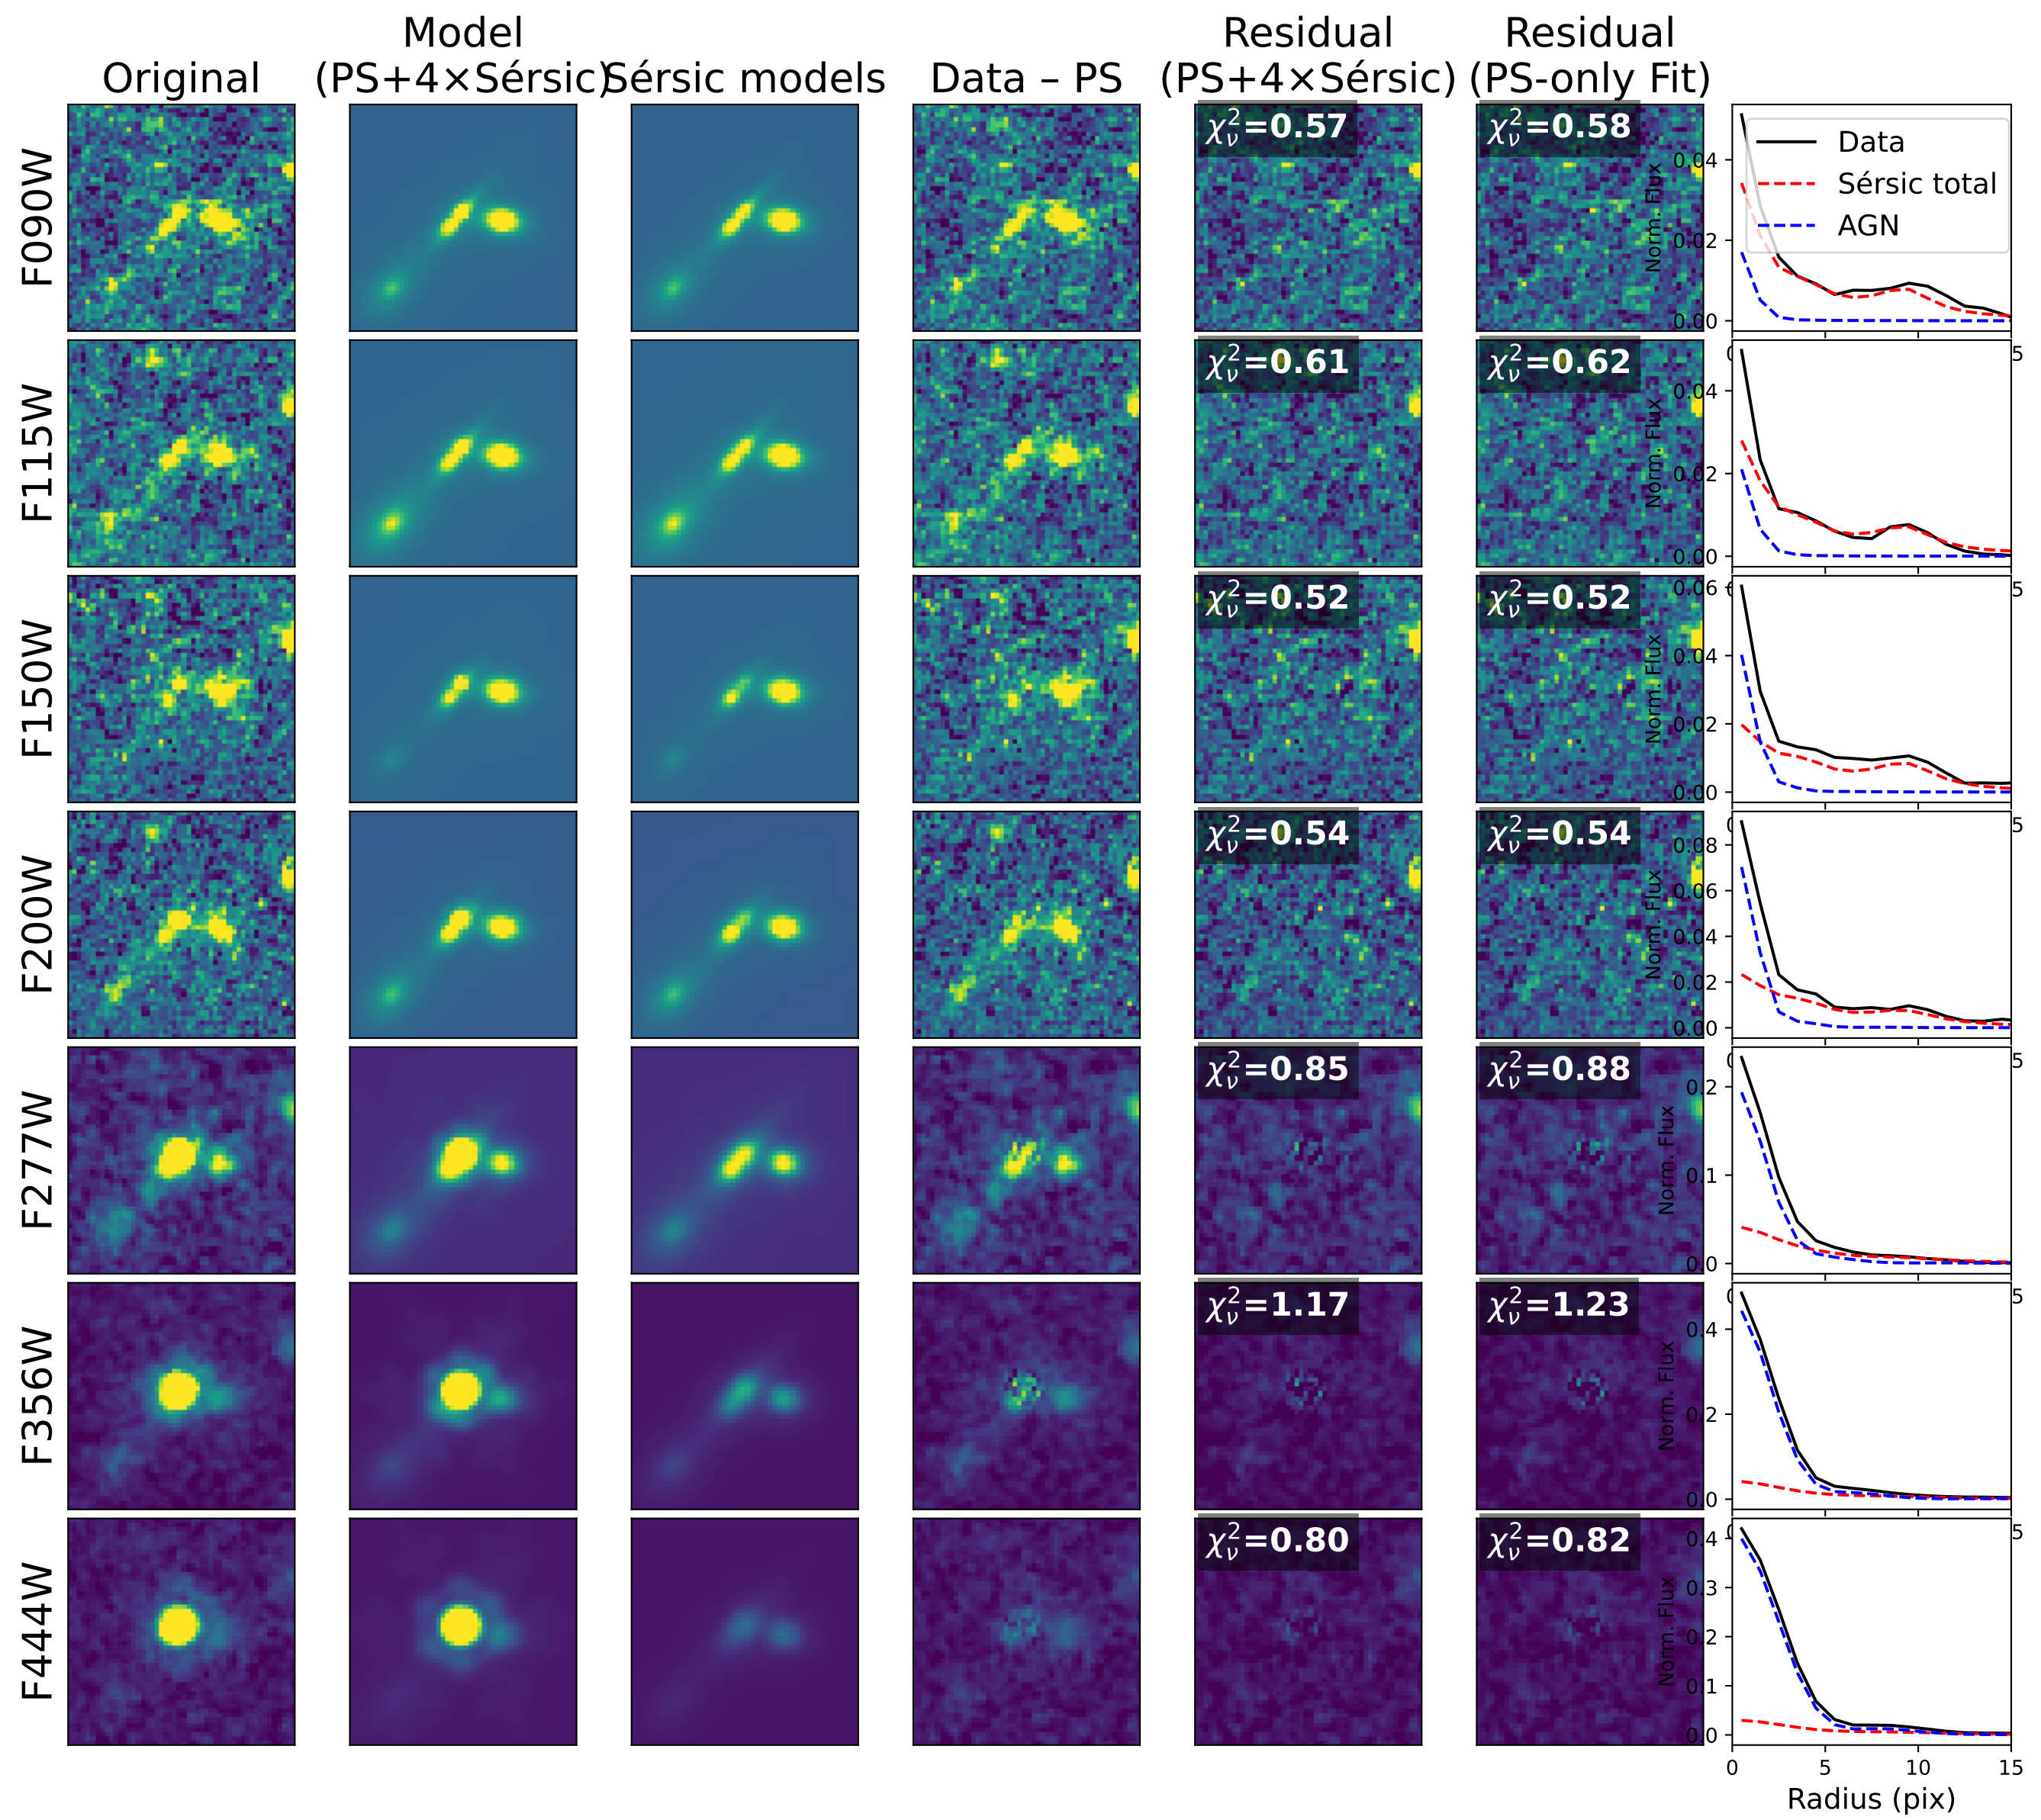 Model
Residual
Residual
Original
(PS+4×Sérsic)
Sérsic models
Data – PS
(PS+4×Sérsic)
(PS-only Fit)
F090W
χ²ν=0.57
χ²ν=0.58
Norm. Flux
0.04
0.02
0.00
Data
Sérsic total
AGN
F115W
χ²ν=0.61
χ²ν=0.62
Norm. Flux
0.04
0.02
0.00
5
F150W
χ²ν=0.52
χ²ν=0.52
Norm. Flux
0.06
0.04
0.02
0.00
5
F200W
χ²ν=0.54
χ²ν=0.54
Norm. Flux
0.08
0.06
0.04
0.02
0.00
5
F277W
χ²ν=0.85
χ²ν=0.88
Norm. Flux
0.2
0.1
0.0
5
F356W
χ²ν=1.17
χ²ν=1.23
Norm. Flux
0.4
0.2
0.0
5
F444W
χ²ν=0.80
χ²ν=0.82
Norm. Flux
0.4
0.3
0.2
0.1
0.0
5
0 5 10 15
Radius (pix)